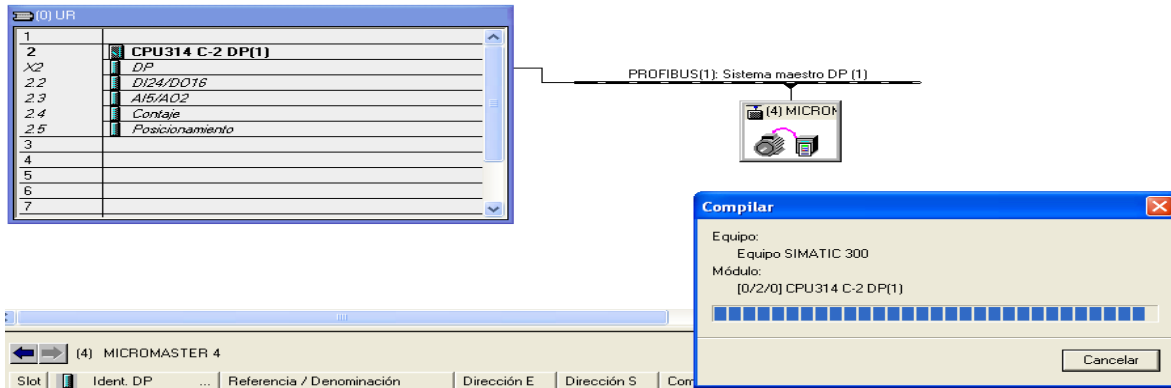 (0) UR
1
2 CPU314 C-2 DP(1)
X2 DP
2.2 DI24/DO16
2.3 AI5/AO2
2.4 Contaje
2.5 Posicionamiento
3
4
5
6
7
PROFIBUS(1): Sistema maestro DP (1)
(4) MICROM
Compilar
Equipo:
Equipo SIMATIC 300
Módulo:
[0/2/0] CPU314 C-2 DP(1)
Cancelar
(4) MICROMASTER 4
Slot Ident. DP ... Referencia / Denominación Dirección E Dirección S Com